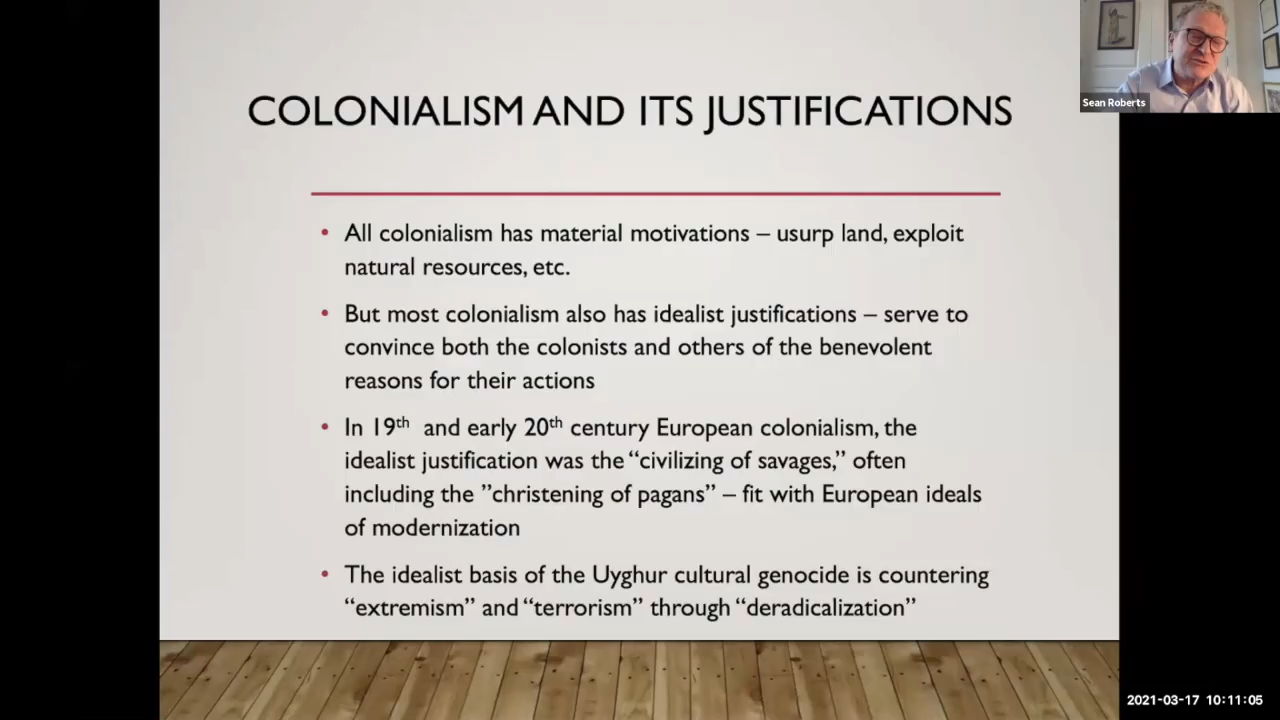 COLONIALISM AND ITS JUSTIFICATIONS
• All colonialism has material motivations – usurp land, exploit
natural resources, etc.
• But most colonialism also has idealist justifications – serve to
convince both the colonists and others of the benevolent
reasons for their actions
• In 19th and early 20th century European colonialism, the
idealist justification was the “civilizing of savages,” often
including the ”christening of pagans” – fit with European ideals
of modernization
• The idealist basis of the Uyghur cultural genocide is countering
“extremism” and “terrorism” through “deradicalization”
Sean Roberts
2021-03-17 10:11:05